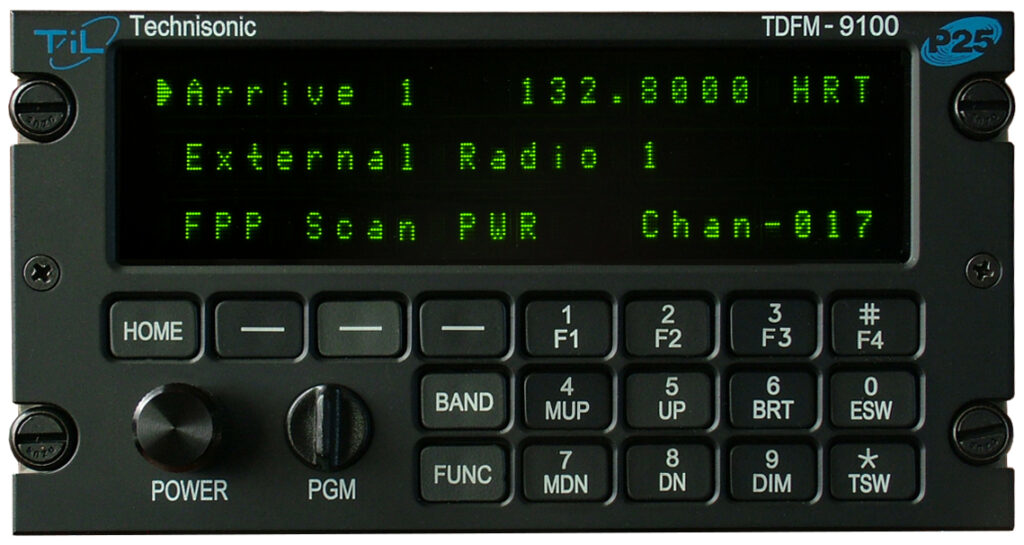 TiL Technisonic TDFM - 9100 P25
Arrive 1 132.8000 HRT
External Radio 1
FPP Scan PWR Chan-017
HOME — — — 1 F1 2 F2 3 F3 # F4
BAND 4 MUP 5 UP 6 BRT 0 ESW
FUNC 7 MDN 8 DN 9 DIM * TSW
POWER PGM